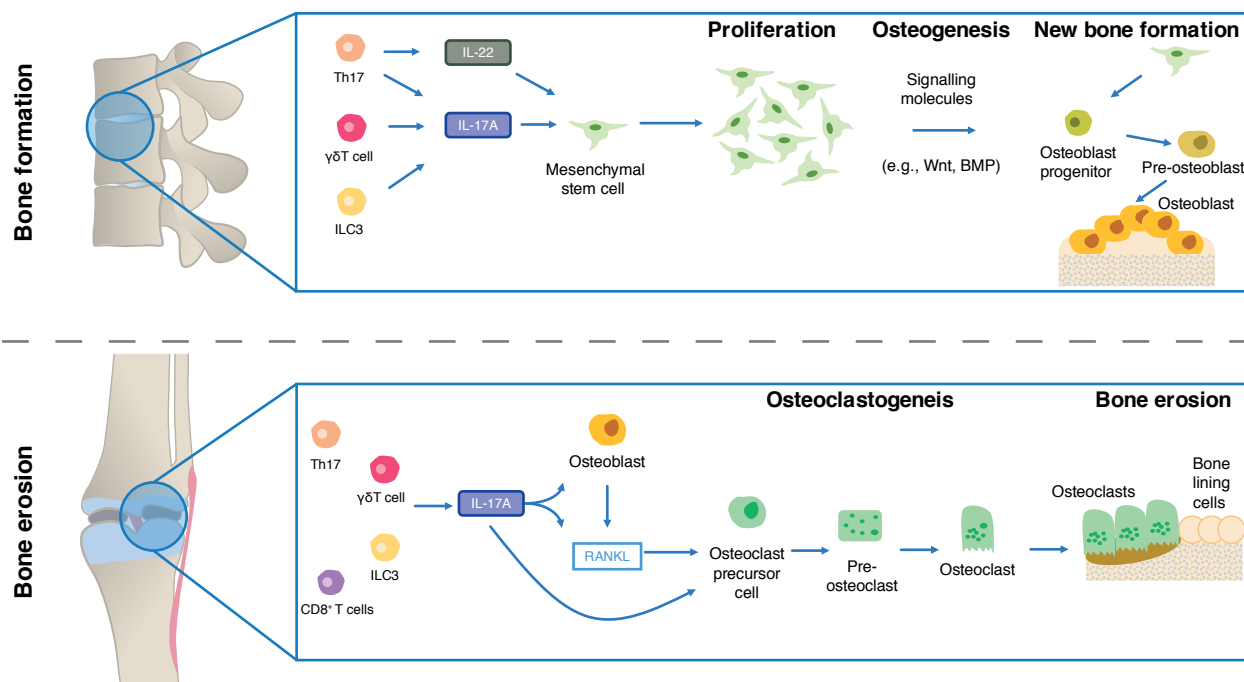 Bone formation
Proliferation
Osteogenesis
New bone formation
Th17
γδT cell
ILC3
IL-22
IL-17A
Mesenchymal
stem cell
Signalling
molecules
(e.g., Wnt, BMP)
Osteoblast
progenitor
Pre-osteoblast
Osteoblast
Bone erosion
Osteoclastogeneis
Bone erosion
Th17
γδT cell
ILC3
CD8⁺ T cells
IL-17A
Osteoblast
RANKL
Osteoclast
precursor
cell
Pre-
osteoclast
Osteoclast
Osteoclasts
Bone
lining
cells